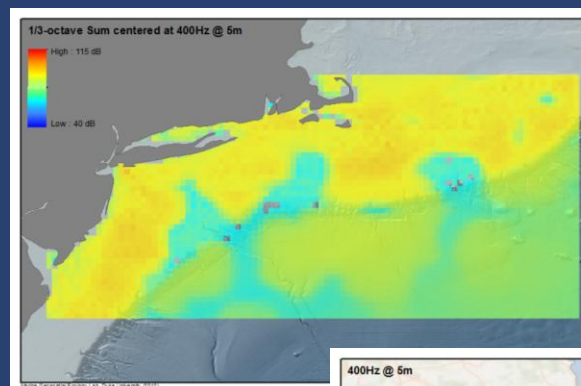 1/3-octave Sum centered at 400Hz @ 5m
High : 115 dB
Low : 40 dB
400Hz @ 5m